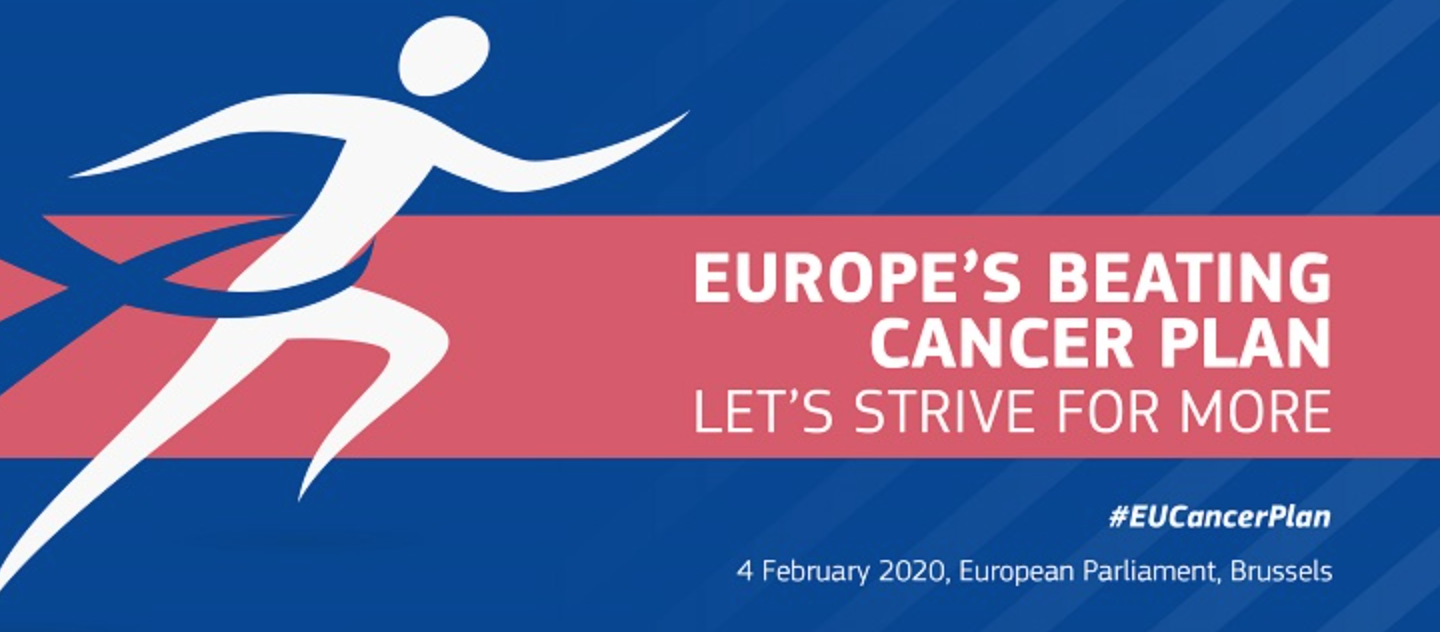 EUROPE’S BEATING
CANCER PLAN
LET’S STRIVE FOR MORE
#EUCancerPlan
4 February 2020, European Parliament, Brussels